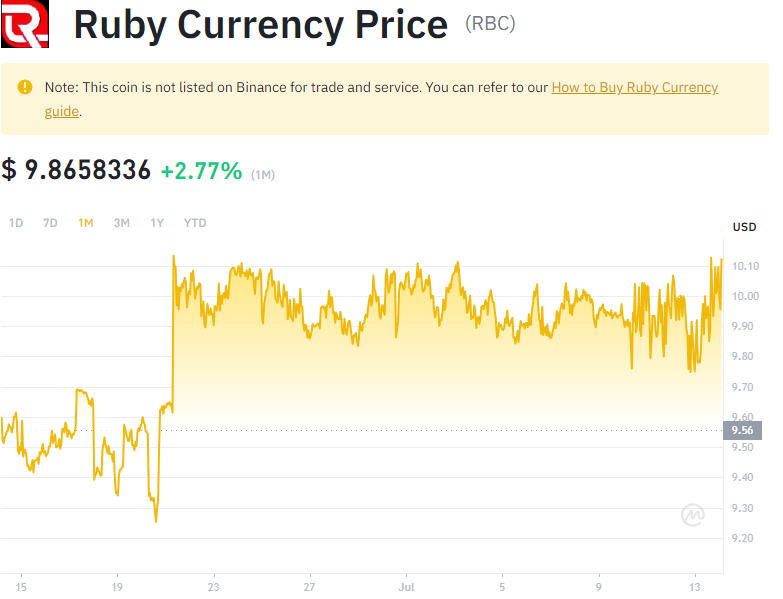 Ruby Currency Price (RBC)
Note: This coin is not listed on Binance for trade and service. You can refer to our How to Buy Ruby Currency
guide.
$ 9.8658336 +2.77% (1M)
1D 7D 1M 3M 1Y YTD
USD
10.10
10.00
9.90
9.80
9.70
9.60
9.56
9.50
9.40
9.30
9.20
15 19 23 27 Jul 5 9 13